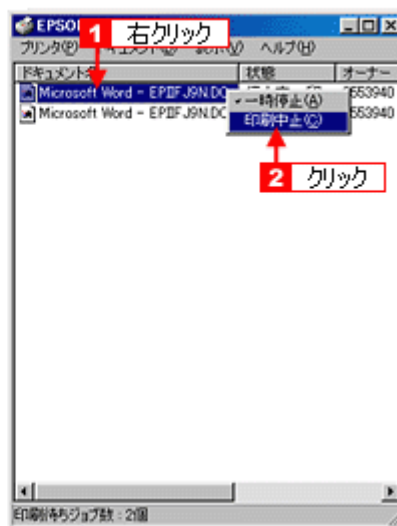 EPSO
1 右クリック
プリンタ(P) ヘルプ(H)
ドキュメント名 状態 オーナー
Microsoft Word - EPIIFJ9N.DO 553940
✓一時停止(A)
Microsoft Word - EPIIFJ9N.DO 553940
印刷中止(C)
2 クリック
印刷待ちジョブ数：2個